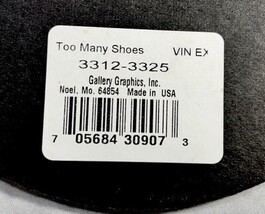 Too Many Shoes VIN EX
3312-3325
Gallery Graphics, Inc.
Noel, Mo. 64854 Made in USA
7 05684 30907 3